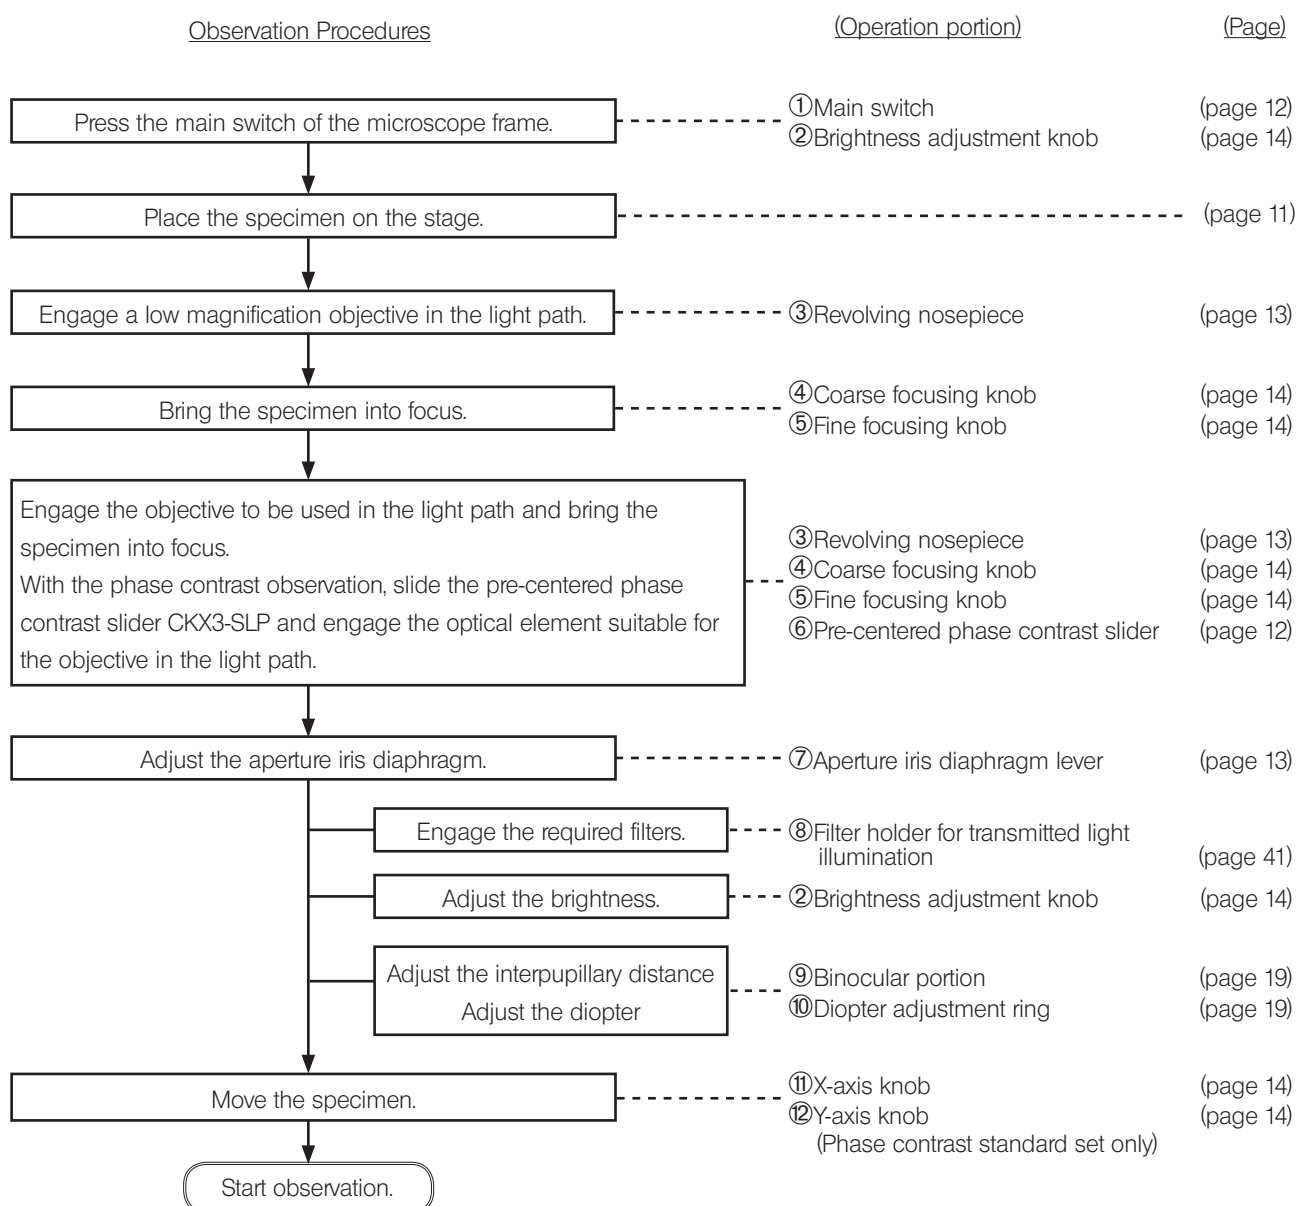 Observation Procedures (Operation portion) (Page)
Press the main switch of the microscope frame.
①Main switch (page 12)
②Brightness adjustment knob (page 14)
Place the specimen on the stage. (page 11)
Engage a low magnification objective in the light path. ③Revolving nosepiece (page 13)
Bring the specimen into focus.
④Coarse focusing knob (page 14)
⑤Fine focusing knob (page 14)
Engage the objective to be used in the light path and bring the
specimen into focus.
With the phase contrast observation, slide the pre-centered phase
contrast slider CKX3-SLP and engage the optical element suitable for
the objective in the light path.
③Revolving nosepiece (page 13)
④Coarse focusing knob (page 14)
⑤Fine focusing knob (page 14)
⑥Pre-centered phase contrast slider (page 12)
Adjust the aperture iris diaphragm. ⑦Aperture iris diaphragm lever (page 13)
Engage the required filters.
⑧Filter holder for transmitted light
illumination (page 41)
Adjust the brightness. ②Brightness adjustment knob (page 14)
Adjust the interpupillary distance
Adjust the diopter
⑨Binocular portion (page 19)
⑩Diopter adjustment ring (page 19)
Move the specimen.
⑪X-axis knob (page 14)
⑫Y-axis knob (page 14)
(Phase contrast standard set only)
Start observation.